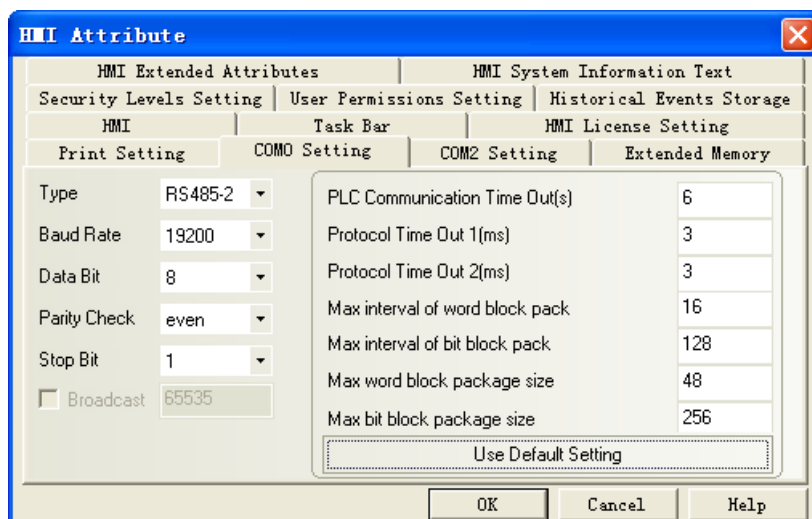 HMI Attribute
HMI Extended Attributes HMI System Information Text
Security Levels Setting User Permissions Setting Historical Events Storage
HMI Task Bar HMI License Setting
Print Setting COM0 Setting COM2 Setting Extended Memory
Type RS485-2
Baud Rate 19200
Data Bit 8
Parity Check even
Stop Bit 1
Broadcast 65535
PLC Communication Time Out(s) 6
Protocol Time Out 1(ms) 3
Protocol Time Out 2(ms) 3
Max interval of word block pack 16
Max interval of bit block pack 128
Max word block package size 48
Max bit block package size 256
Use Default Setting
OK Cancel Help